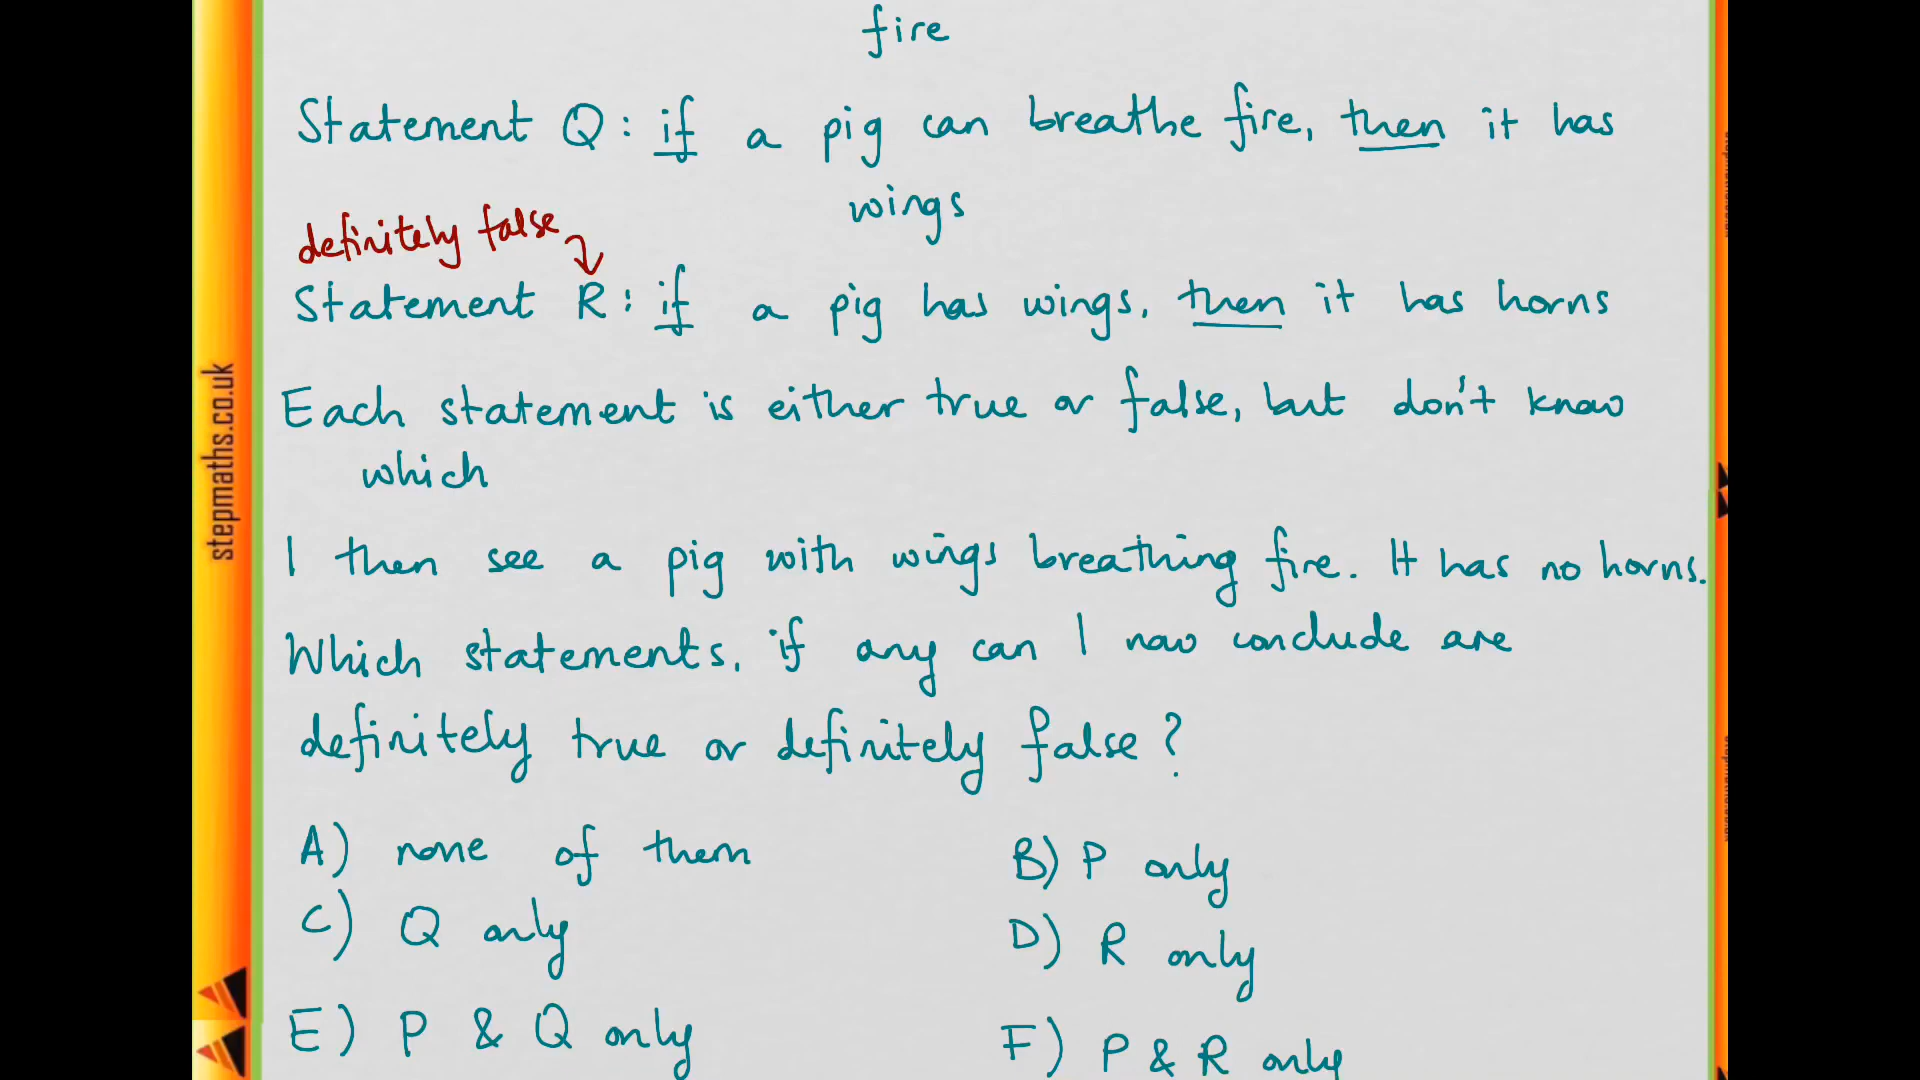 fire
Statement Q: if a pig can breathe fire, then it has
wings
definitely false
Statement R: if a pig has wings, then it has horns
Each statement is either true or false, but don't know
which
I then see a pig with wings breathing fire. It has no horns.
Which statements, if any can I now conclude are
definitely true or definitely false?
A) none of them B) P only
C) Q only D) R only
E) P & Q only F) P & R only
stepmaths.co.uk